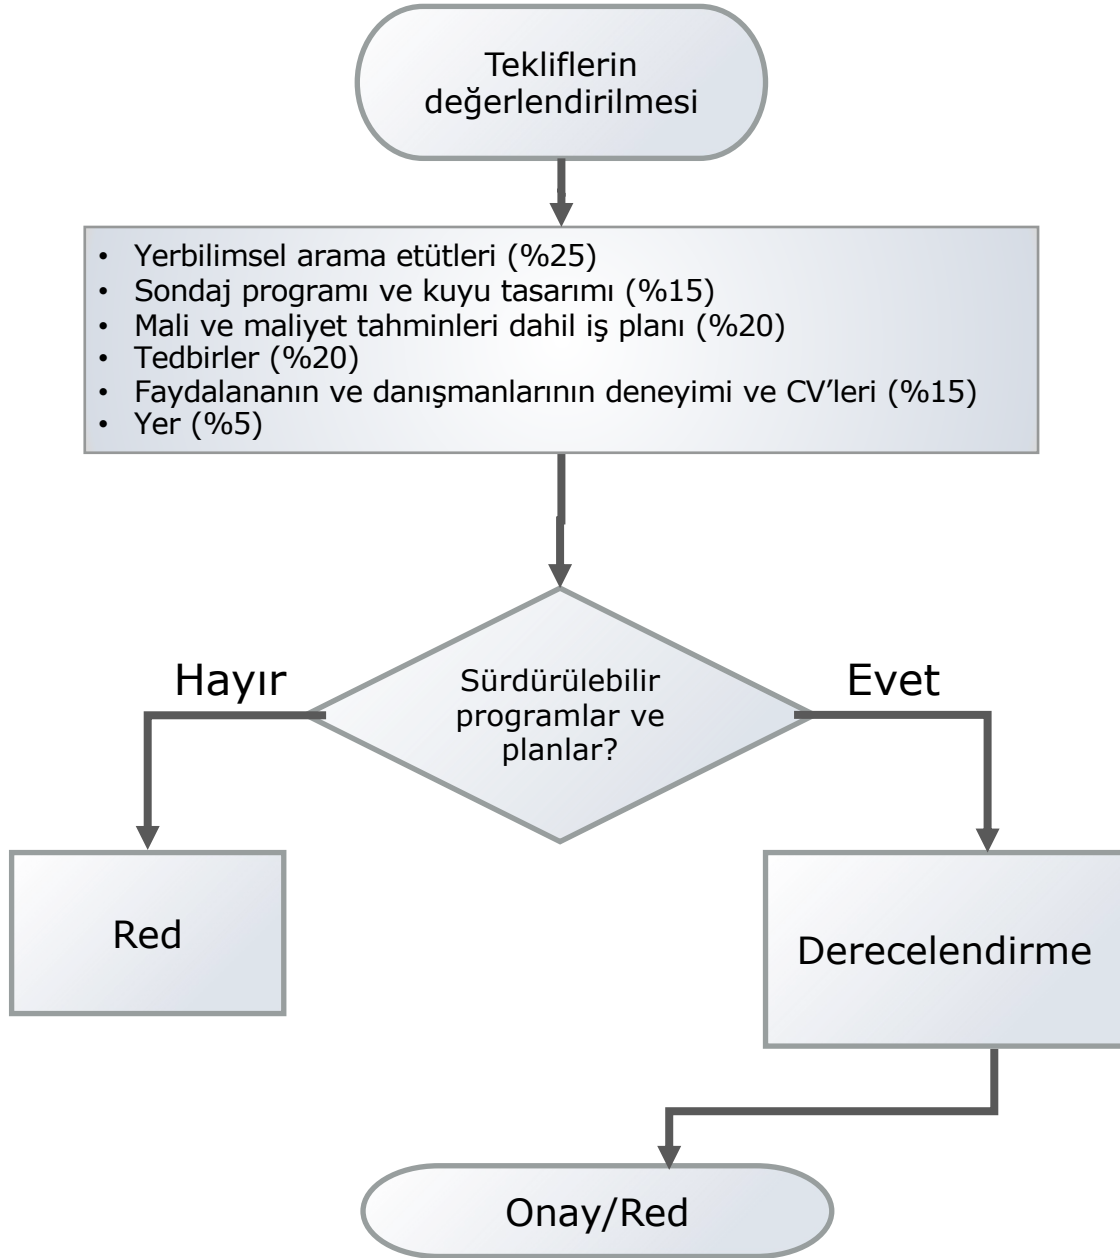 Tekliflerin
değerlendirilmesi
• Yerbilimsel arama etütleri (%25)
• Sondaj programı ve kuyu tasarımı (%15)
• Mali ve maliyet tahminleri dahil iş planı (%20)
• Tedbirler (%20)
• Faydalananın ve danışmanlarının deneyimi ve CV’leri (%15)
• Yer (%5)
Hayır
Evet
Sürdürülebilir
programlar ve
planlar?
Red
Derecelendirme
Onay/Red